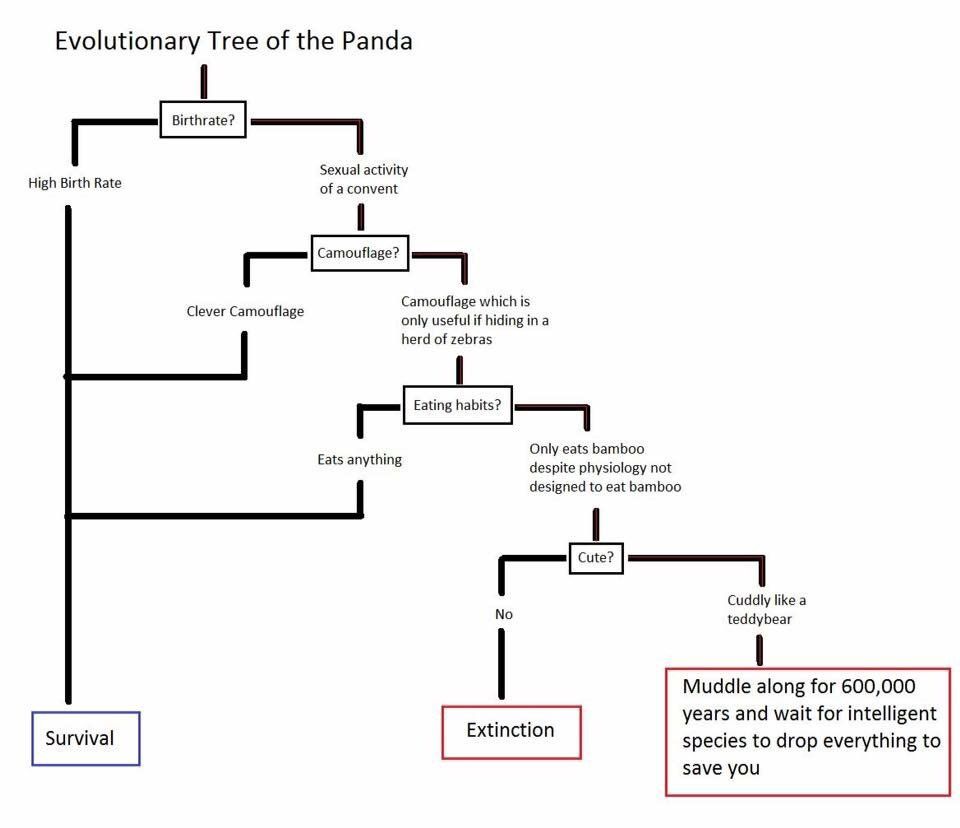 Evolutionary Tree of the Panda
Birthrate?
High Birth Rate
Sexual activity
of a convent
Camouflage?
Clever Camouflage
Camouflage which is
only useful if hiding in a
herd of zebras
Eating habits?
Eats anything
Only eats bamboo
despite physiology not
designed to eat bamboo
Cute?
No
Cuddly like a
teddybear
Survival
Extinction
Muddle along for 600,000
years and wait for intelligent
species to drop everything to
save you